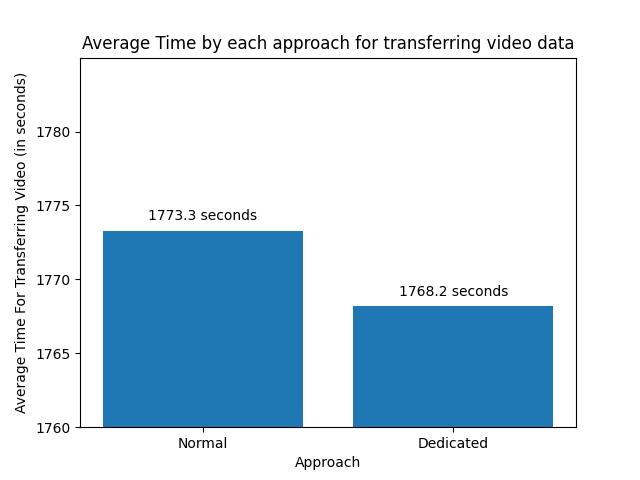 Average Time by each approach for transferring video data
Average Time For Transferring Video (in seconds)
1780
1775
1770
1765
1760
1773.3 seconds
1768.2 seconds
Normal
Dedicated
Approach